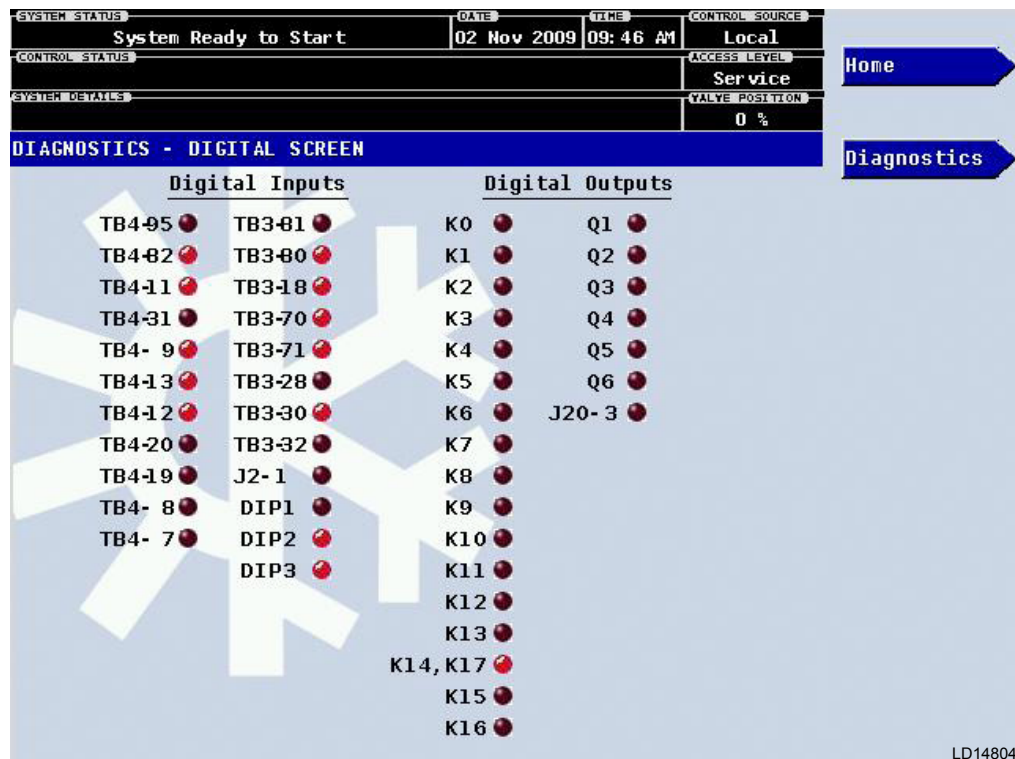 SYSTEM STATUS DATE TIME CONTROL SOURCE
System Ready to Start 02 Nov 2009 09:46 AM Local
CONTROL STATUS ACCESS LEVEL
Service
SYSTEM DETAILS VALVE POSITION
0 %
Home
DIAGNOSTICS - DIGITAL SCREEN
Diagnostics
Digital Inputs Digital Outputs
TB4-95 TB3-81 K0 Q1
TB4-82 TB3-80 K1 Q2
TB4-11 TB3-18 K2 Q3
TB4-31 TB3-70 K3 Q4
TB4- 9 TB3-71 K4 Q5
TB4-13 TB3-28 K5 Q6
TB4-12 TB3-30 K6 J20- 3
TB4-20 TB3-32 K7
TB4-19 J2- 1 K8
TB4- 8 DIP1 K9
TB4- 7 DIP2 K10
DIP3 K11
K12
K13
K14,K17
K15
K16
LD14804